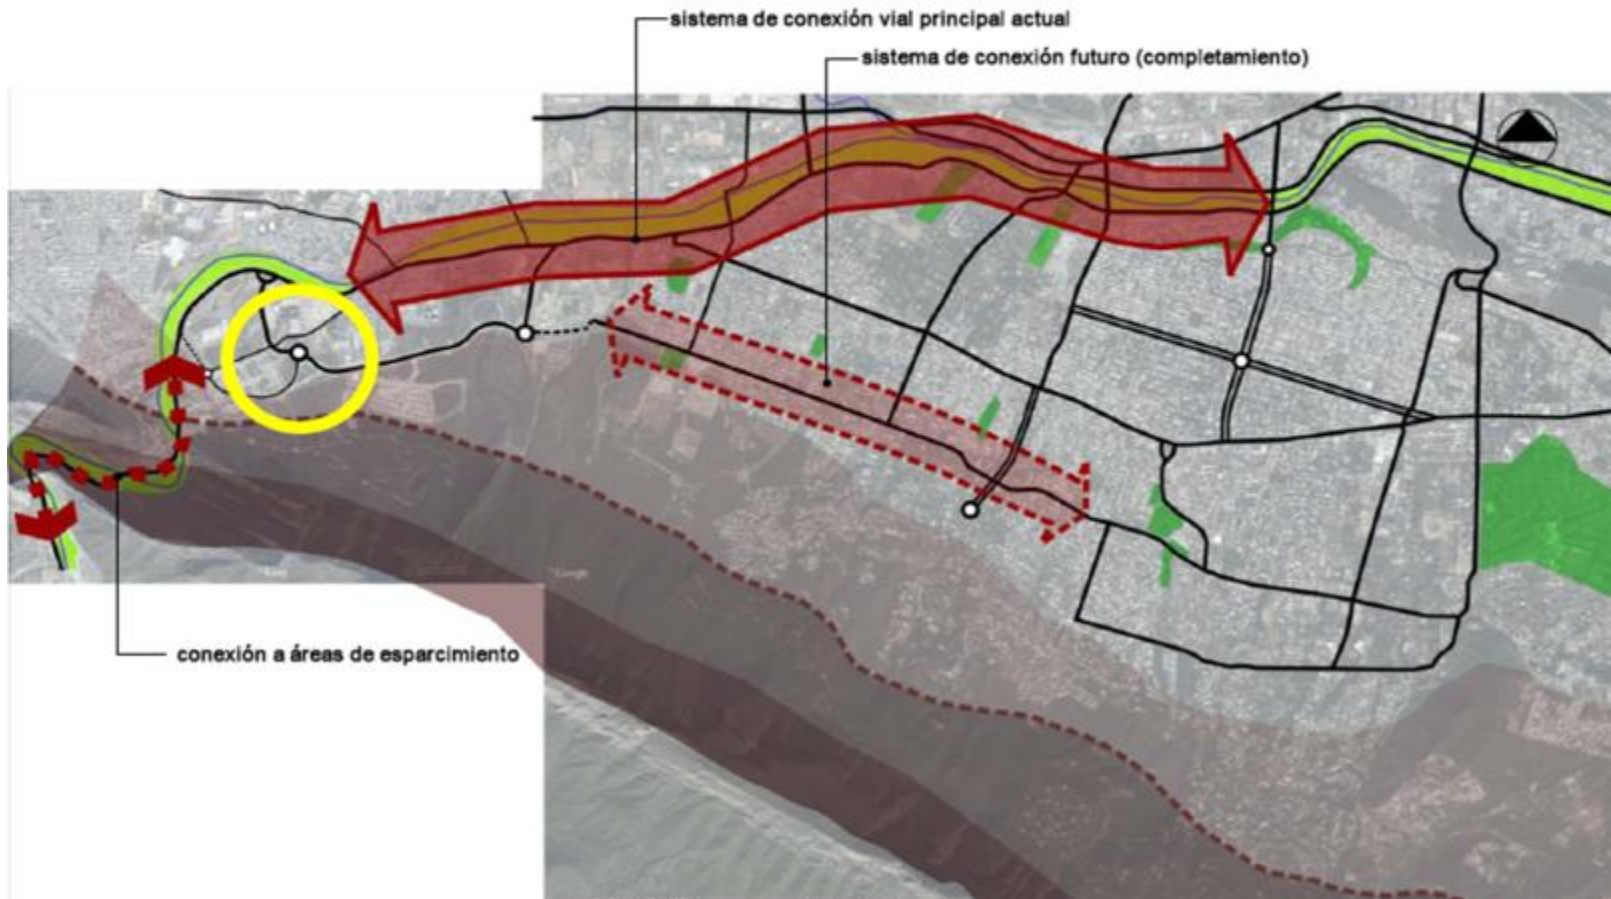 sistema de conexión vial principal actual
sistema de conexión futuro (completamiento)
conexión a áreas de esparcimiento